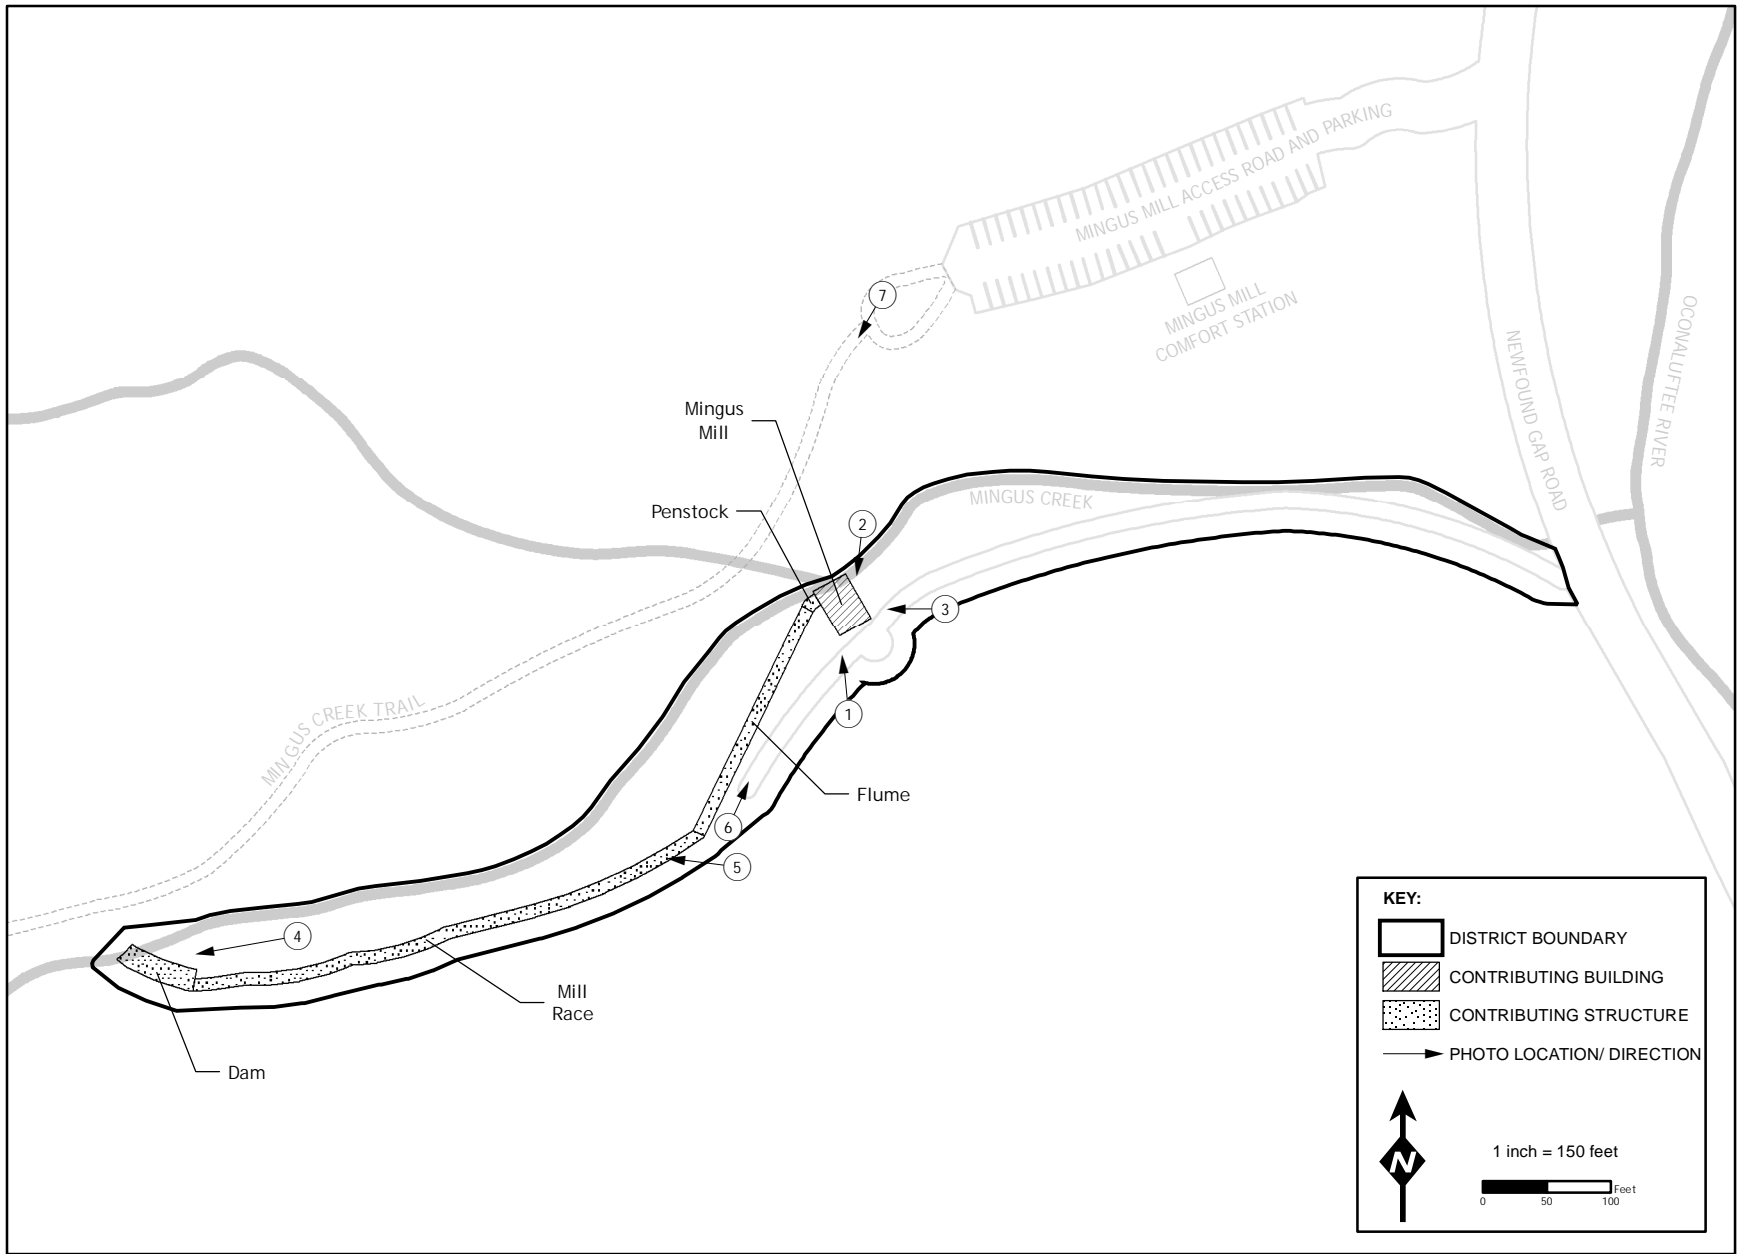 MINGUS MILL ACCESS ROAD AND PARKING
MINGUS MILL
COMFORT STATION
NEWFOUND GAP ROAD
OCONALUFTEE RIVER
7
Mingus
Mill
MINGUS CREEK
Penstock
2
3
1
MINGUS CREEK TRAIL
Flume
6
5
4
Mill
Race
Dam
KEY:
DISTRICT BOUNDARY
CONTRIBUTING BUILDING
CONTRIBUTING STRUCTURE
PHOTO LOCATION/ DIRECTION
N
1 inch = 150 feet
Feet
0 50 100